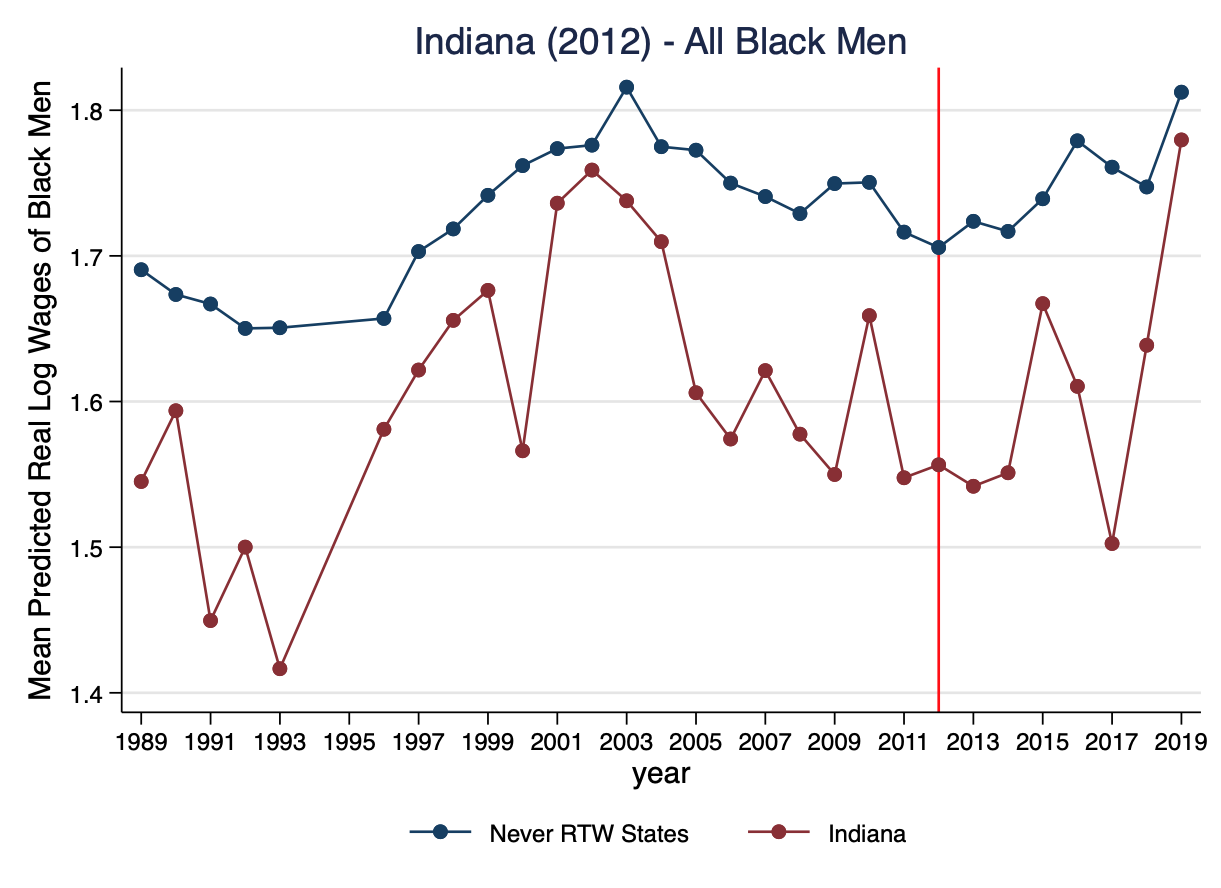 Indiana (2012) - All Black Men
Mean Predicted Real Log Wages of Black Men
1.8
1.7
1.6
1.5
1.4
1989 1991 1993 1995 1997 1999 2001 2003 2005 2007 2009 2011 2013 2015 2017 2019
year
Never RTW States Indiana